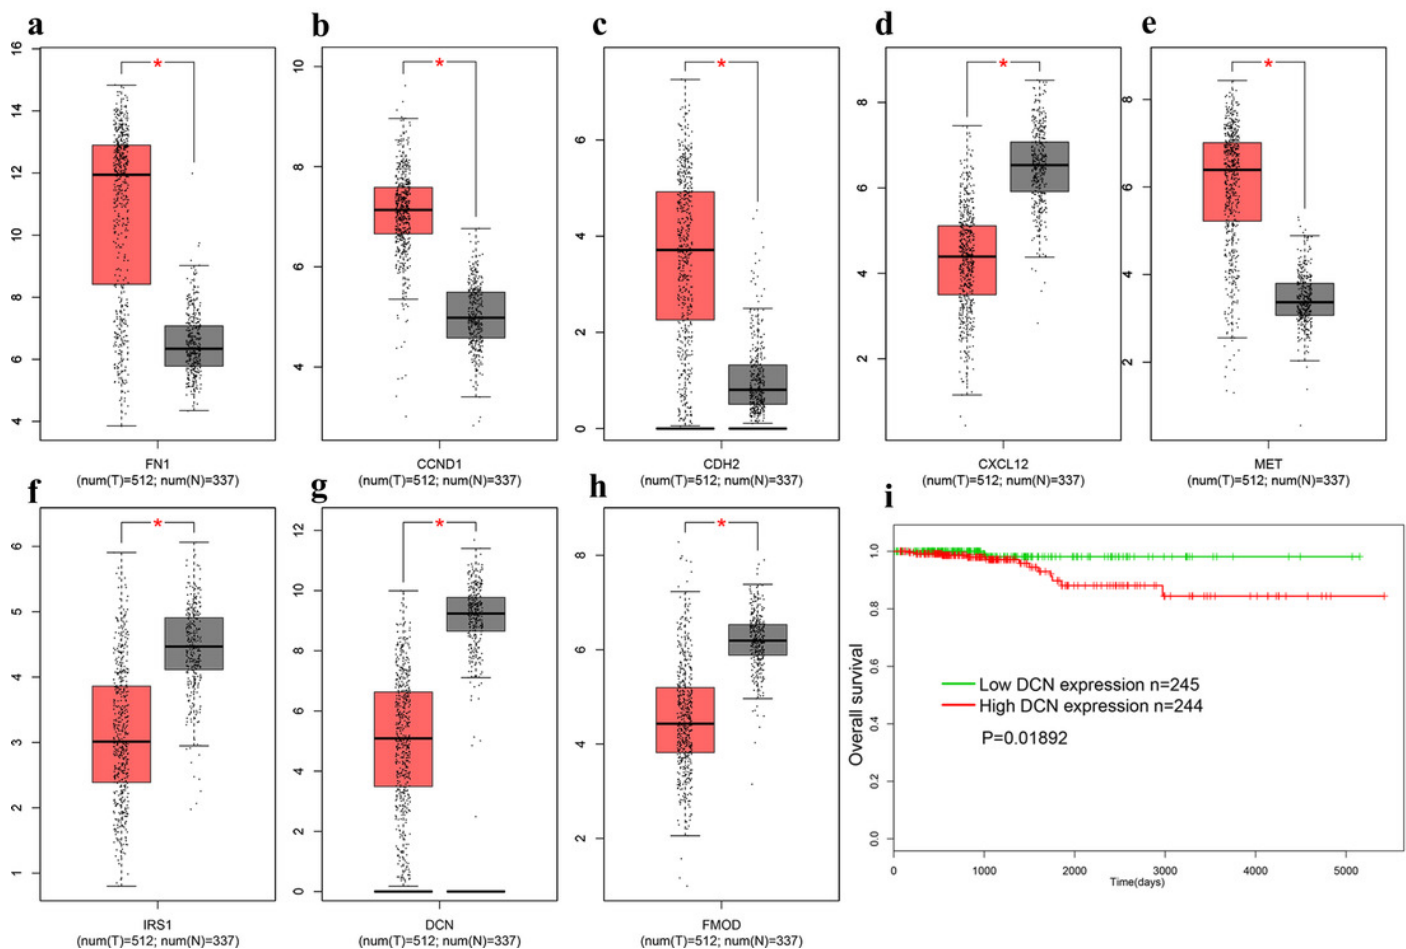 a
16
14
12
10
8
6
4
*
FN1
(num(T)=512; num(N)=337)
b
10
8
6
4
*
CCND1
(num(T)=512; num(N)=337)
c
6
4
2
0
*
CDH2
(num(T)=512; num(N)=337)
d
8
6
4
2
*
CXCL12
(num(T)=512; num(N)=337)
e
8
6
4
2
*
MET
(num(T)=512; num(N)=337)
f
6
5
4
3
2
1
*
IRS1
(num(T)=512; num(N)=337)
g
12
10
8
6
4
2
0
*
DCN
(num(T)=512; num(N)=337)
h
8
6
4
2
*
FMOD
(num(T)=512; num(N)=337)
i
Overall survival
1.0
0.8
0.6
0.4
0.2
0.0
Low DCN expression n=245
High DCN expression n=244
P=0.01892
0 1000 2000 3000 4000 5000
Time(days)